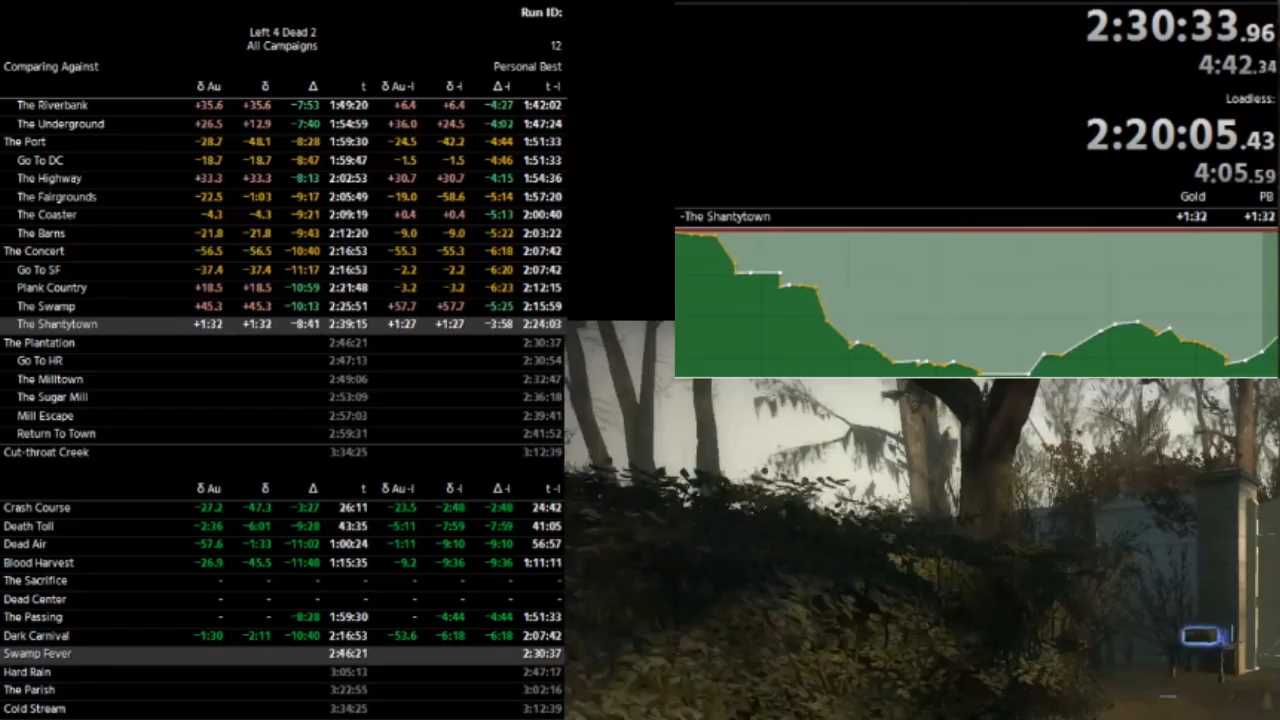 Run ID:
Left 4 Dead 2
All Campaigns 12
Comparing Against Personal Best
δ Au δ Δ t δ Au -l δ -l Δ -l t -l
The Riverbank +35.6 +35.6 −7:53 1:49:20 +6.4 +6.4 −4:27 1:42:02
The Underground +26.5 +12.9 −7:40 1:54:59 +36.0 +24.5 −4:02 1:47:24
The Port −28.7 −48.1 −8:28 1:59:30 −24.5 −42.2 −4:44 1:51:33
Go To DC −18.7 −18.7 −8:47 1:59:47 −1.5 −1.5 −4:46 1:51:33
The Highway +33.3 +33.3 −8:13 2:02:53 +30.7 +30.7 −4:15 1:54:36
The Fairgrounds −22.5 −1:03 −9:17 2:05:49 −19.0 −58.6 −5:14 1:57:20
The Coaster −4.3 −4.3 −9:21 2:09:19 +0.4 +0.4 −5:13 2:00:40
The Barns −21.8 −21.8 −9:43 2:12:20 −9.0 −9.0 −5:22 2:03:22
The Concert −56.5 −56.5 −10:40 2:16:53 −55.3 −55.3 −6:18 2:07:42
Go To SF −37.4 −37.4 −11:17 2:16:53 −2.2 −2.2 −6:20 2:07:42
Plank Country +18.5 +18.5 −10:59 2:21:48 −3.2 −3.2 −6:23 2:12:15
The Swamp +45.3 +45.3 −10:13 2:25:51 +57.7 +57.7 −5:25 2:15:59
The Shantytown +1:32 +1:32 −8:41 2:39:15 +1:27 +1:27 −3:58 2:24:03
The Plantation 2:46:21 2:30:37
Go To HR 2:47:13 2:30:54
The Milltown 2:49:06 2:32:47
The Sugar Mill 2:53:09 2:36:18
Mill Escape 2:57:03 2:39:41
Return To Town 2:59:31 2:41:52
Cut-throat Creek 3:34:25 3:12:39
δ Au δ Δ t δ Au -l δ -l Δ -l t -l
Crash Course −27.2 −47.3 −3:27 26:11 −23.5 −2:48 −2:48 24:42
Death Toll −2:36 −6:01 −9:28 43:35 −5:11 −7:59 −7:59 41:05
Dead Air −57.6 −1:33 −11:02 1:00:24 −1:11 −9:10 −9:10 56:57
Blood Harvest −26.9 −45.5 −11:48 1:15:35 −9.2 −9:36 −9:36 1:11:11
The Sacrifice - - - - - - - -
Dead Center - - - - - - - -
The Passing - - −8:28 1:59:30 - −4:44 −4:44 1:51:33
Dark Carnival −1:30 −2:11 −10:40 2:16:53 −53.6 −6:18 −6:18 2:07:42
Swamp Fever 2:46:21 2:30:37
Hard Rain 3:05:13 2:47:17
The Parish 3:22:55 3:02:16
Cold Stream 3:34:25 3:12:39
2:30:33.96
4:42.34
Loadless:
2:20:05.43
4:05.59
Gold PB
-The Shantytown +1:32 +1:32